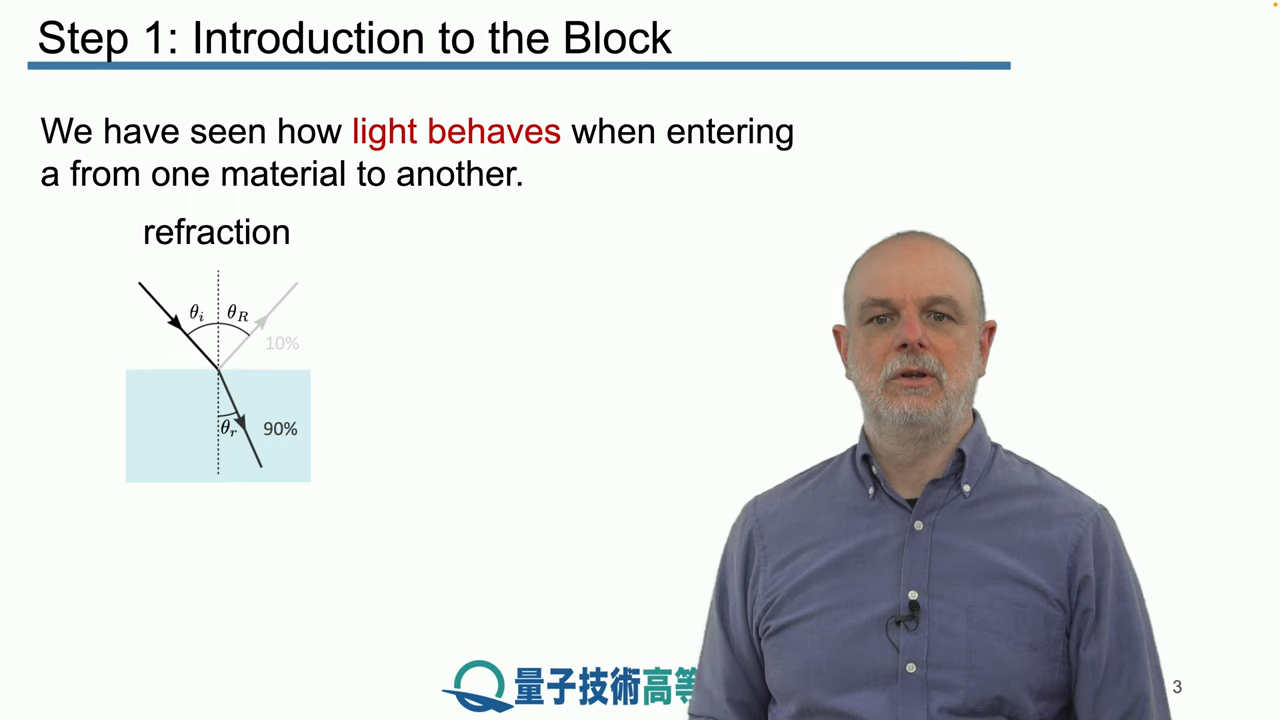 Step 1: Introduction to the Block
We have seen how light behaves when entering
a from one material to another.
refraction
θi θR
10%
θr 90%
量子技術高等
3